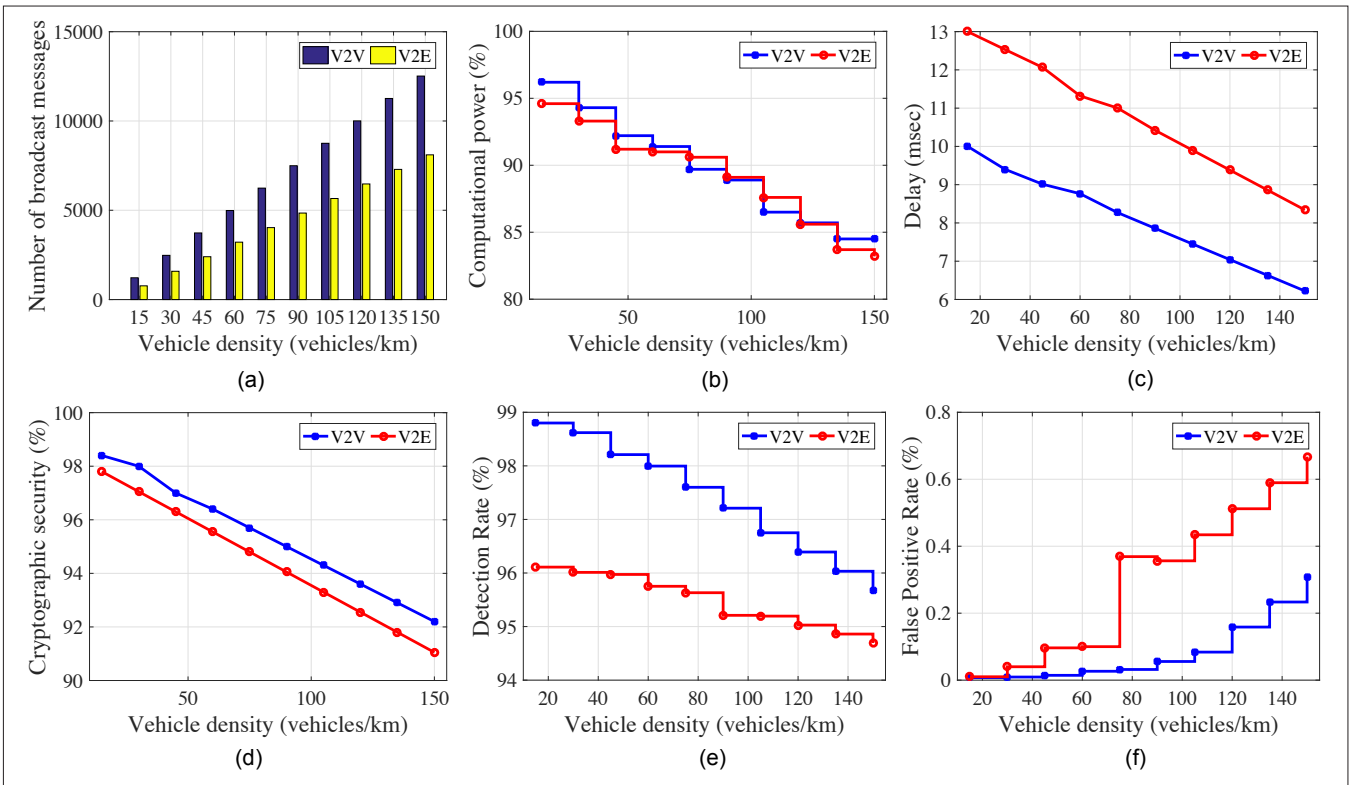 Number of broadcast messages
15000
10000
5000
0
V2V
V2E
15 30 45 60 75 90 105 120 135 150
Vehicle density (vehicles/km)
(a)
Computational power (%)
100
95
90
85
80
V2V
V2E
50 100 150
Vehicle density (vehicles/km)
(b)
Delay (msec)
13
12
11
10
9
8
7
6
V2V
V2E
20 40 60 80 100 120 140
Vehicle density (vehicles/km)
(c)
Cryptographic security (%)
100
98
96
94
92
90
V2V
V2E
50 100 150
Vehicle density (vehicles/km)
(d)
Detection Rate (%)
99
98
97
96
95
94
V2V
V2E
20 40 60 80 100 120 140
Vehicle density (vehicles/km)
(e)
False Positive Rate (%)
0.8
0.6
0.4
0.2
0
V2V
V2E
20 40 60 80 100 120 140
Vehicle density (vehicles/km)
(f)